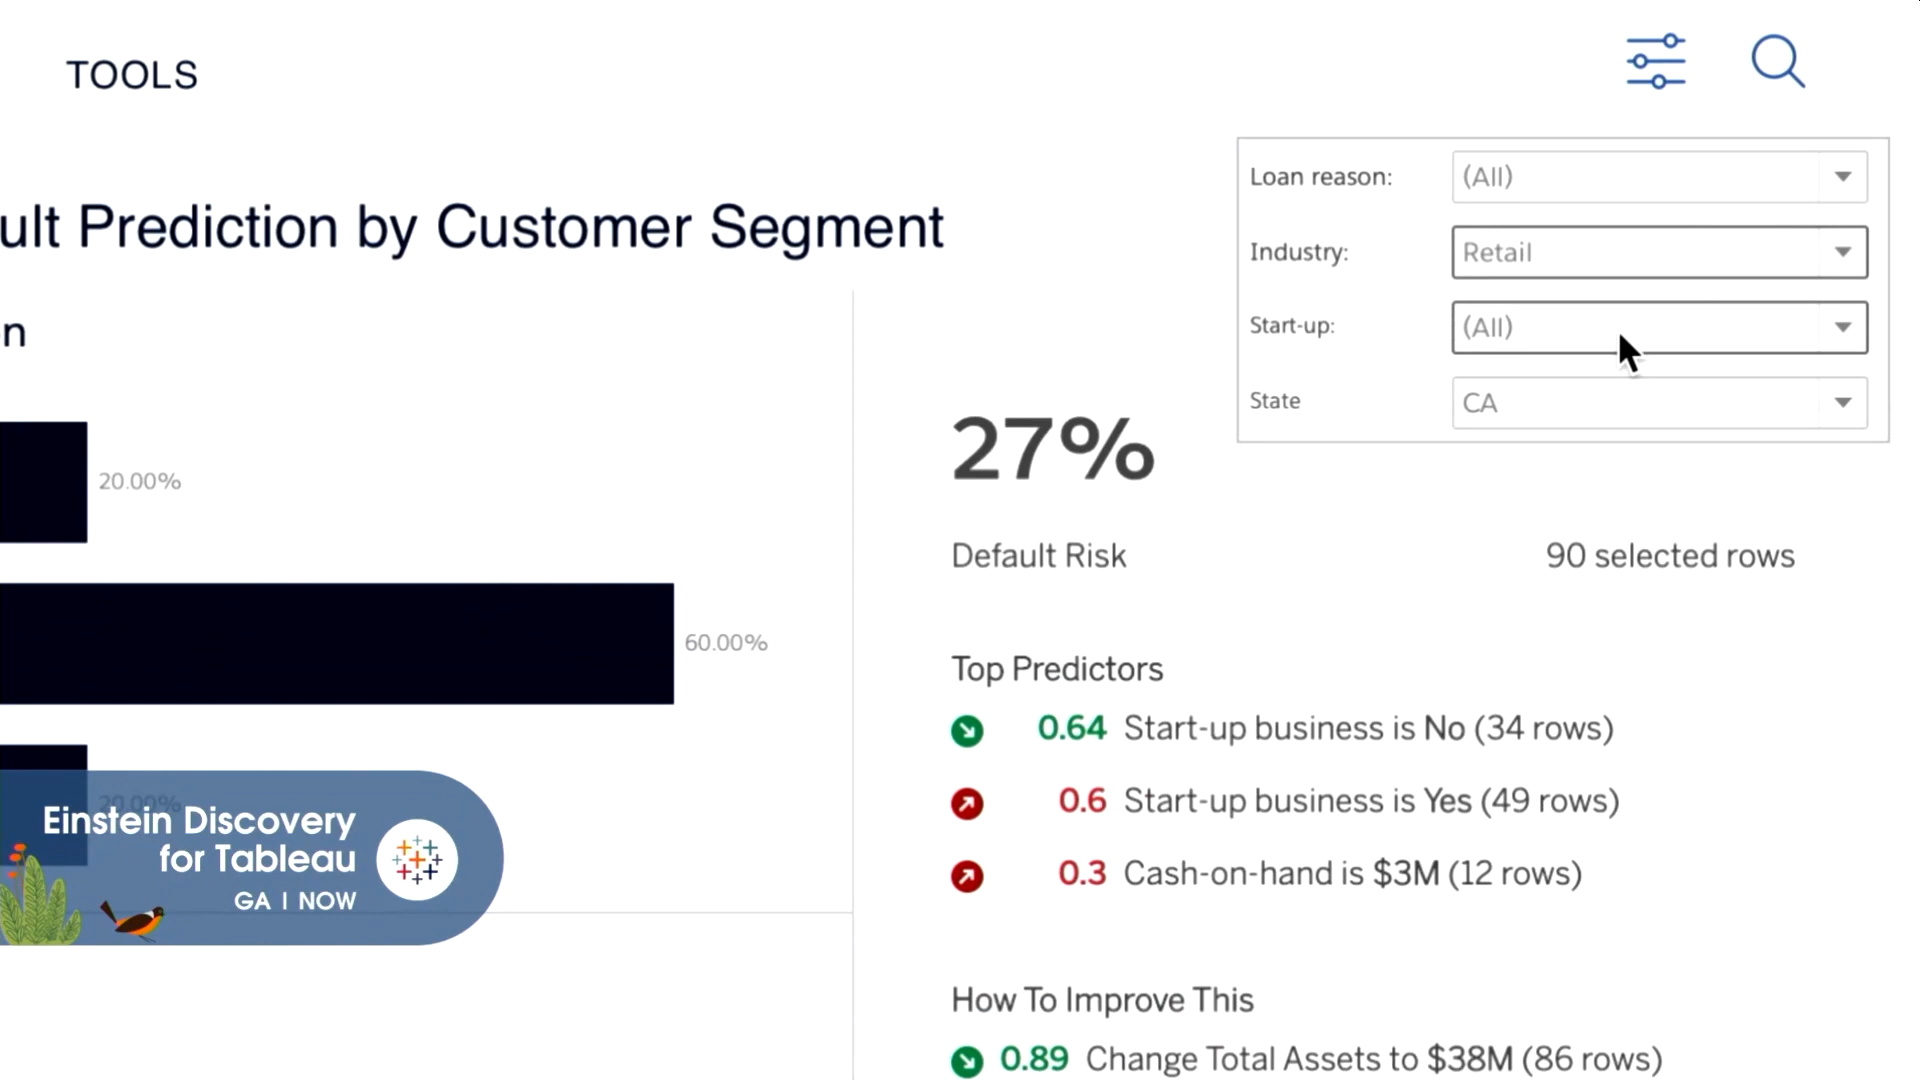 TOOLS
Loan reason: (All)
Industry: Retail
Start-up: (All)
State CA
ult Prediction by Customer Segment
n
20.00%
60.00%
20.00%
27%
Default Risk 90 selected rows
Top Predictors
0.64 Start-up business is No (34 rows)
0.6 Start-up business is Yes (49 rows)
0.3 Cash-on-hand is $3M (12 rows)
How To Improve This
0.89 Change Total Assets to $38M (86 rows)
Einstein Discovery
for Tableau
GA | NOW